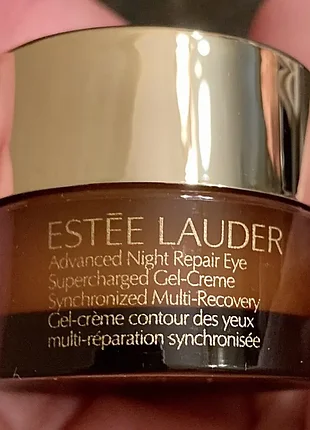 ESTĒE LAUDER
Advanced Night Repair Eye
Supercharged Gel-Creme
Synchronized Multi-Recovery
Gel-crème contour des yeux
multi-réparation synchronisée